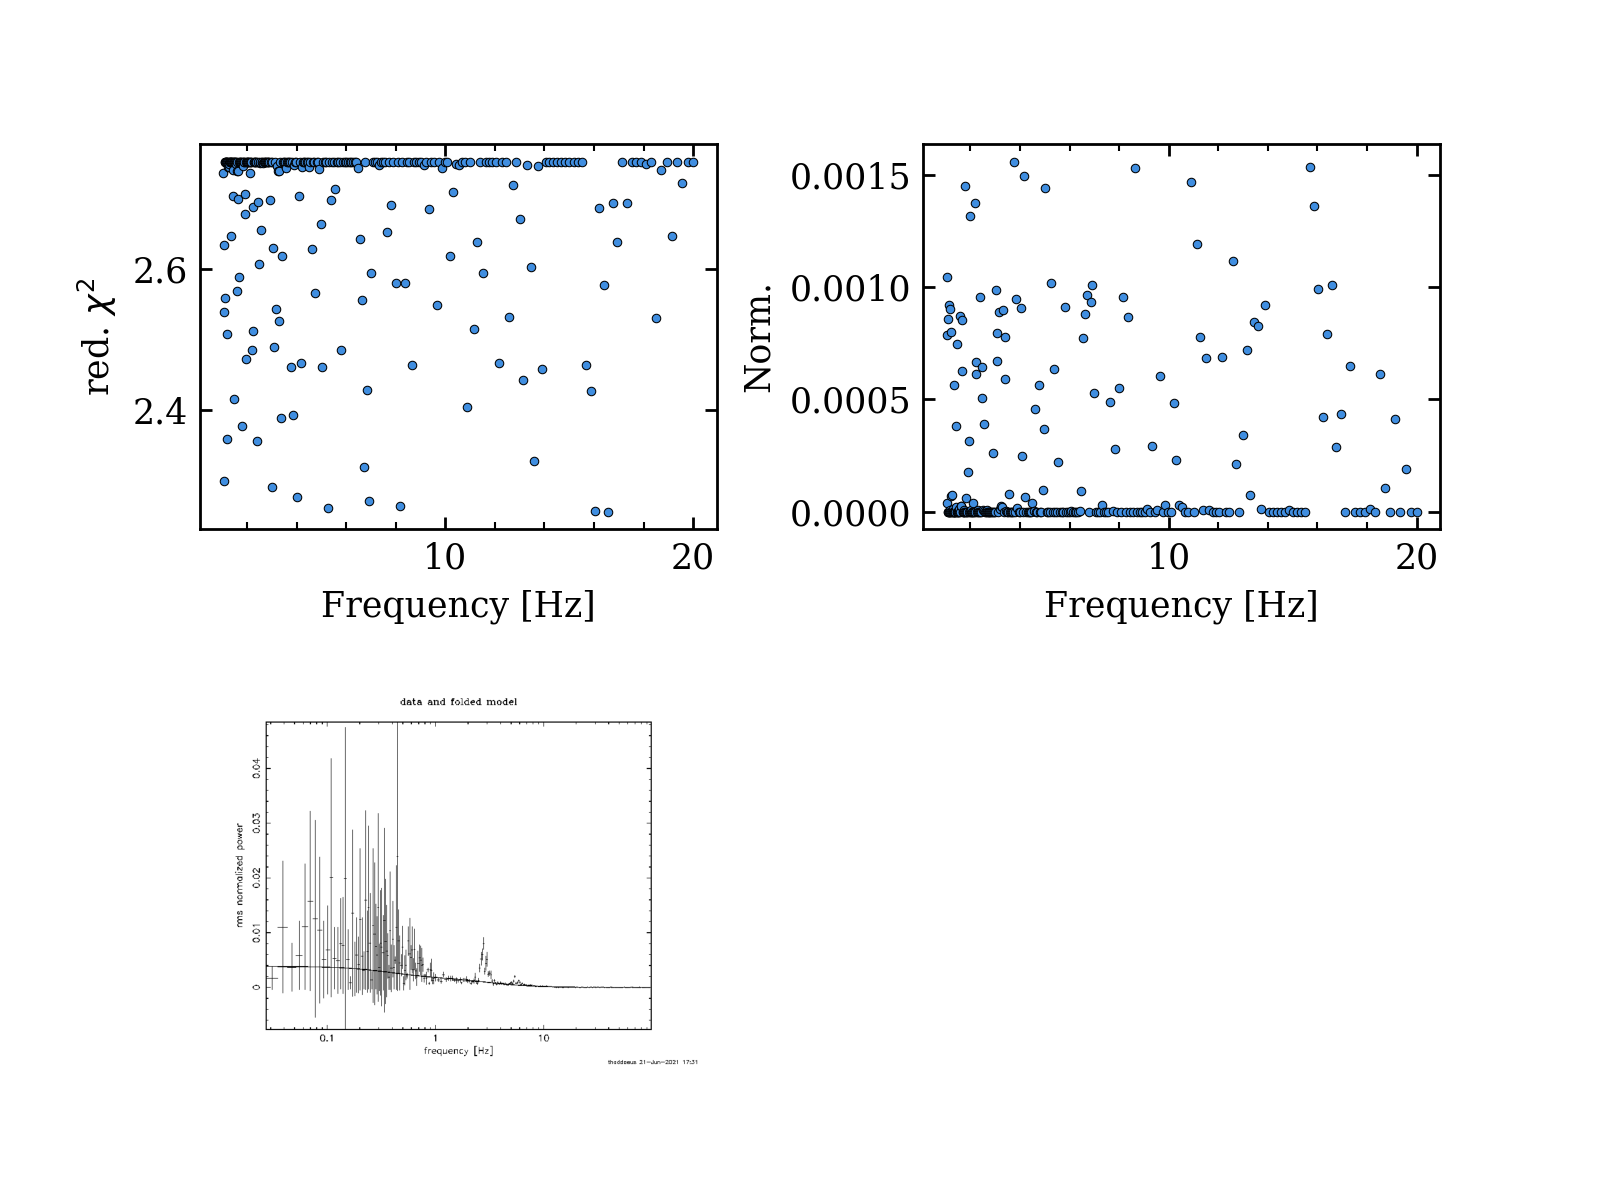 red. χ²
2.6
2.4
10
20
Frequency [Hz]
Norm.
0.0015
0.0010
0.0005
0.0000
10
20
Frequency [Hz]
data and folded model
rms normalized power
0.04
0.03
0.02
0.01
0
0.1
1
10
frequency [Hz]
thaddaeus 21-Jun-2021 17:31